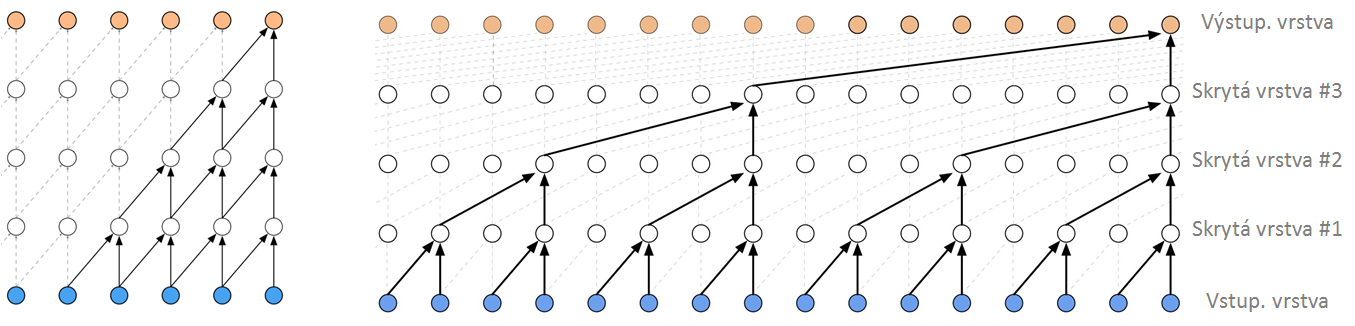 Výstup. vrstva
Skrytá vrstva #3
Skrytá vrstva #2
Skrytá vrstva #1
Vstup. vrstva